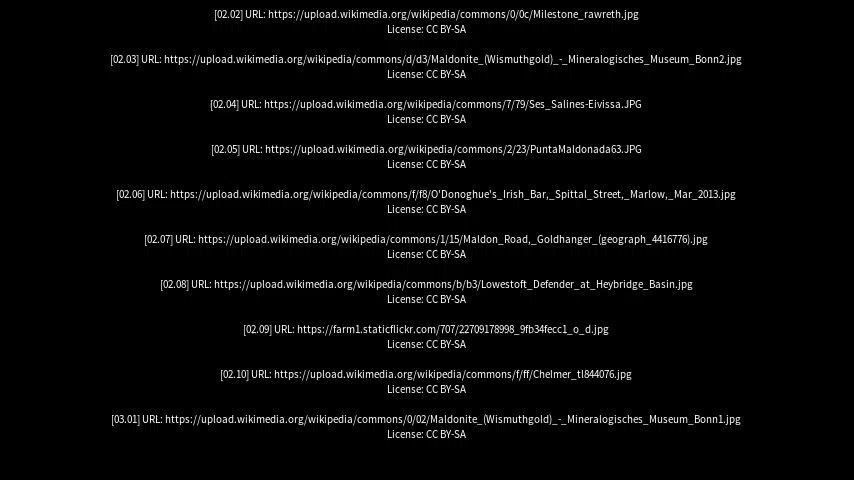 [02.02] URL: https://upload.wikimedia.org/wikipedia/commons/0/0c/Milestone_rawreth.jpg
License: CC BY-SA
[02.03] URL: https://upload.wikimedia.org/wikipedia/commons/d/d3/Maldonite_(Wismuthgold)_-_Mineralogisches_Museum_Bonn2.jpg
License: CC BY-SA
[02.04] URL: https://upload.wikimedia.org/wikipedia/commons/7/79/Ses_Salines-Eivissa.JPG
License: CC BY-SA
[02.05] URL: https://upload.wikimedia.org/wikipedia/commons/2/23/PuntaMaldonada63.JPG
License: CC BY-SA
[02.06] URL: https://upload.wikimedia.org/wikipedia/commons/f/f8/O'Donoghue's_Irish_Bar,_Spittal_Street,_Marlow,_Mar_2013.jpg
License: CC BY-SA
[02.07] URL: https://upload.wikimedia.org/wikipedia/commons/1/15/Maldon_Road,_Goldhanger_(geograph_4416776).jpg
License: CC BY-SA
[02.08] URL: https://upload.wikimedia.org/wikipedia/commons/b/b3/Lowestoft_Defender_at_Heybridge_Basin.jpg
License: CC BY-SA
[02.09] URL: https://farm1.staticflickr.com/707/22709178998_9fb34fecc1_o_d.jpg
License: CC BY-SA
[02.10] URL: https://upload.wikimedia.org/wikipedia/commons/f/ff/Chelmer_tl844076.jpg
License: CC BY-SA
[03.01] URL: https://upload.wikimedia.org/wikipedia/commons/0/02/Maldonite_(Wismuthgold)_-_Mineralogisches_Museum_Bonn1.jpg
License: CC BY-SA